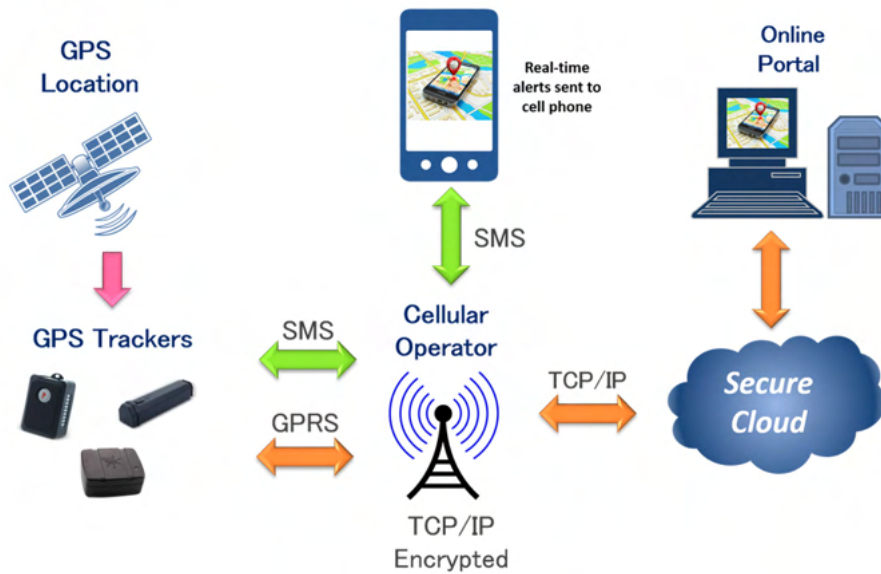 GPS
Location
Real-time
alerts sent to
cell phone
Online
Portal
SMS
GPS Trackers
SMS
GPRS
Cellular
Operator
TCP/IP
Encrypted
TCP/IP
Secure
Cloud